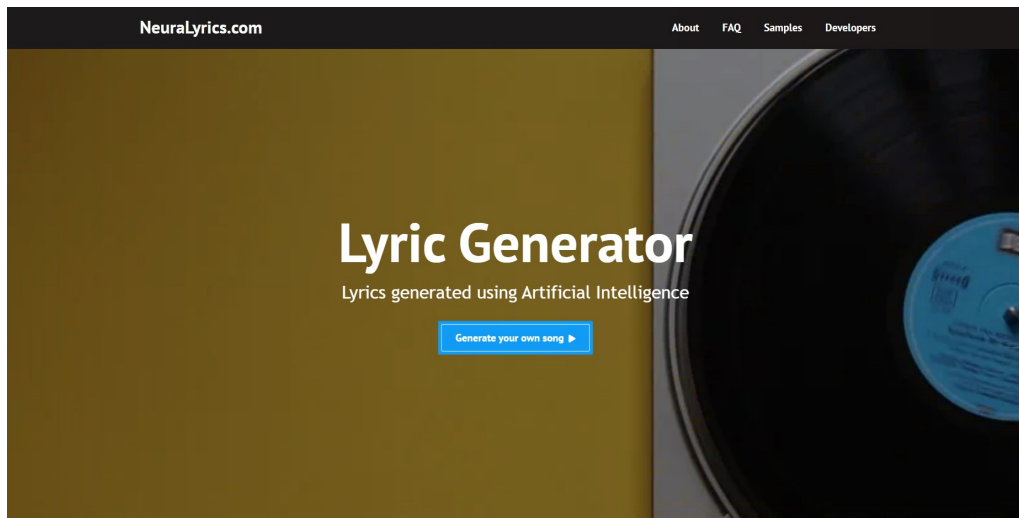 NeuraLyrics.com
About FAQ Samples Developers
Lyric Generator
Lyrics generated using Artificial Intelligence
Generate your own song